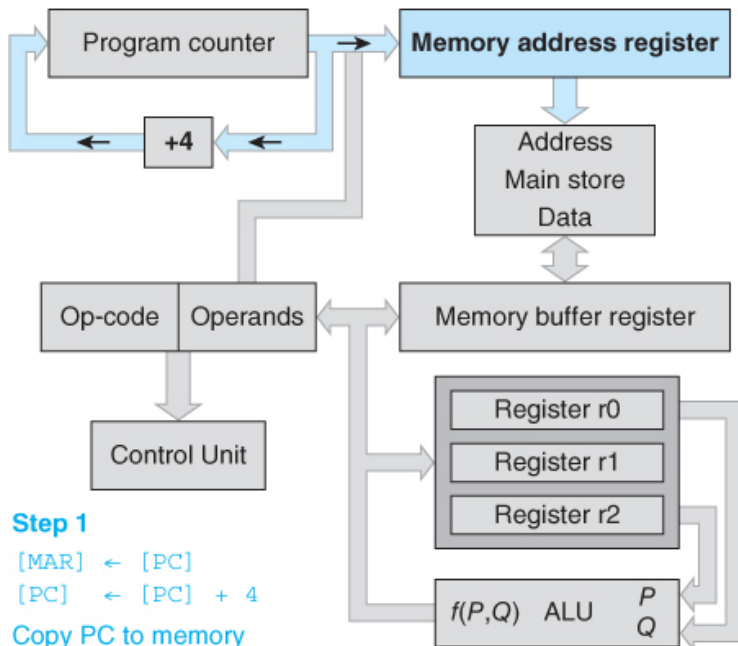 Program counter
Memory address register
+4
Address
Main store
Data
Op-code
Operands
Memory buffer register
Control Unit
Register r0
Register r1
Register r2
Step 1
[MAR] ← [PC]
[PC] ← [PC] + 4
Copy PC to memory
f(P,Q) ALU P
Q